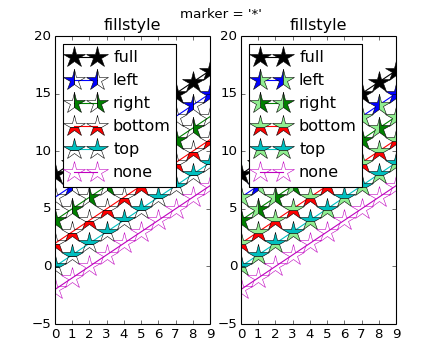 marker = '*'
fillstyle
full
left
right
bottom
top
none
20
15
10
5
0
−5
0 1 2 3 4 5 6 7 8 9
fillstyle
full
left
right
bottom
top
none
20
15
10
5
0
−5
0 1 2 3 4 5 6 7 8 9